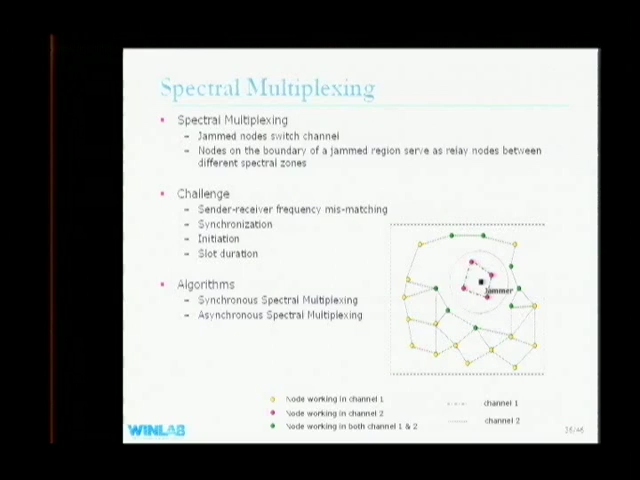 Spectral Multiplexing
Spectral Multiplexing
– Jammed nodes switch channel
– Nodes on the boundary of a jammed region serve as relay nodes between
different spectral zones
Challenge
– Sender-receiver frequency mis-matching
– Synchronization
– Initiation
– Slot duration
Algorithms
– Synchronous Spectral Multiplexing
– Asynchronous Spectral Multiplexing
Jammer
Node working in channel 1
Node working in channel 2
Node working in both channel 1 & 2
channel 1
channel 2
WINLAB